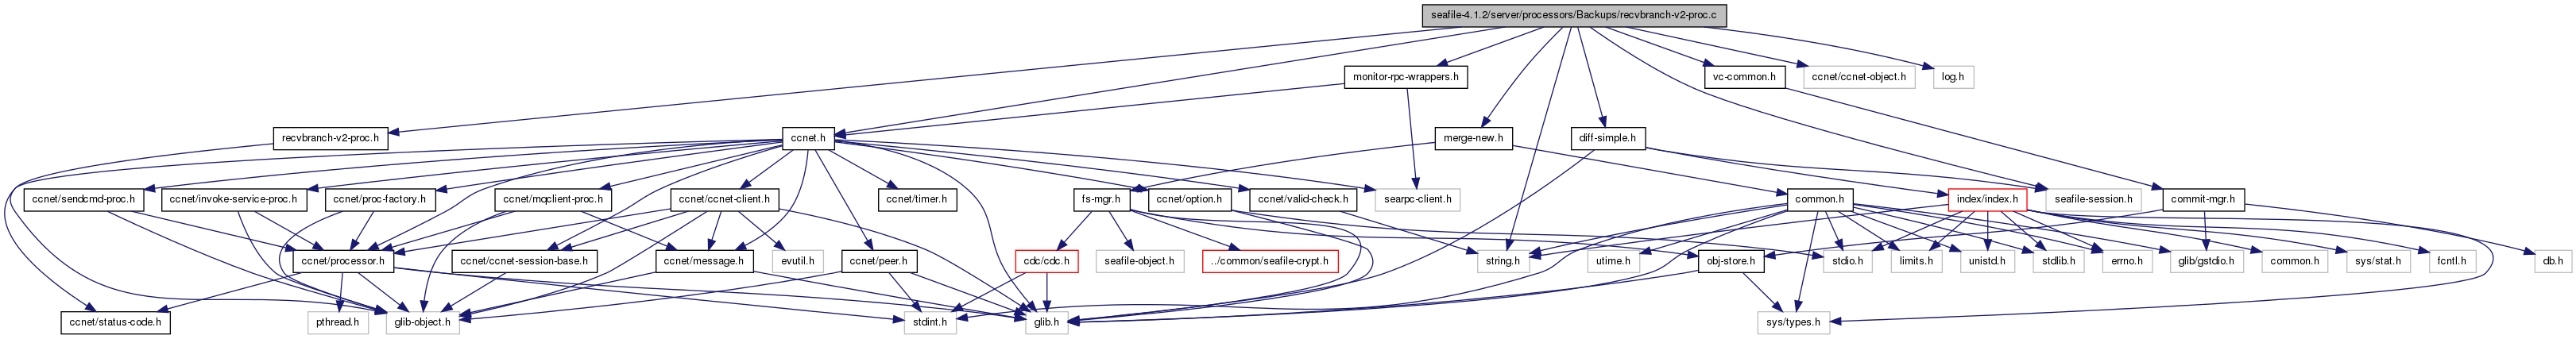 seafile-4.1.2/server/processors/Backups/recvbranch-v2-proc.c
monitor-rpc-wrappers.h
vc-common.h
ccnet/ccnet-object.h
log.h
recvbranch-v2-proc.h
ccnet.h
merge-new.h
diff-simple.h
ccnet/sendcmd-proc.h
ccnet/invoke-service-proc.h
ccnet/proc-factory.h
ccnet/mqclient-proc.h
ccnet/ccnet-client.h
ccnet/timer.h
fs-mgr.h
ccnet/option.h
ccnet/valid-check.h
searpc-client.h
common.h
index/index.h
seafile-session.h
commit-mgr.h
ccnet/processor.h
ccnet/ccnet-session-base.h
ccnet/message.h
evutil.h
ccnet/peer.h
cdc/cdc.h
seafile-object.h
../common/seafile-crypt.h
string.h
utime.h
obj-store.h
stdio.h
limits.h
unistd.h
stdlib.h
errno.h
glib/gstdio.h
common.h
sys/stat.h
fcntl.h
db.h
ccnet/status-code.h
pthread.h
glib-object.h
stdint.h
glib.h
sys/types.h